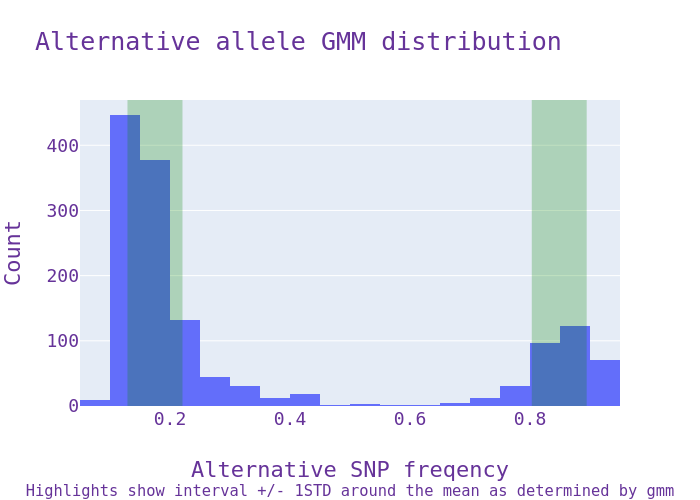 Alternative allele GMM distribution
Count
400
300
200
100
0
0.2 0.4 0.6 0.8
Alternative SNP freqency
Highlights show interval +/- 1STD around the mean as determined by gmm